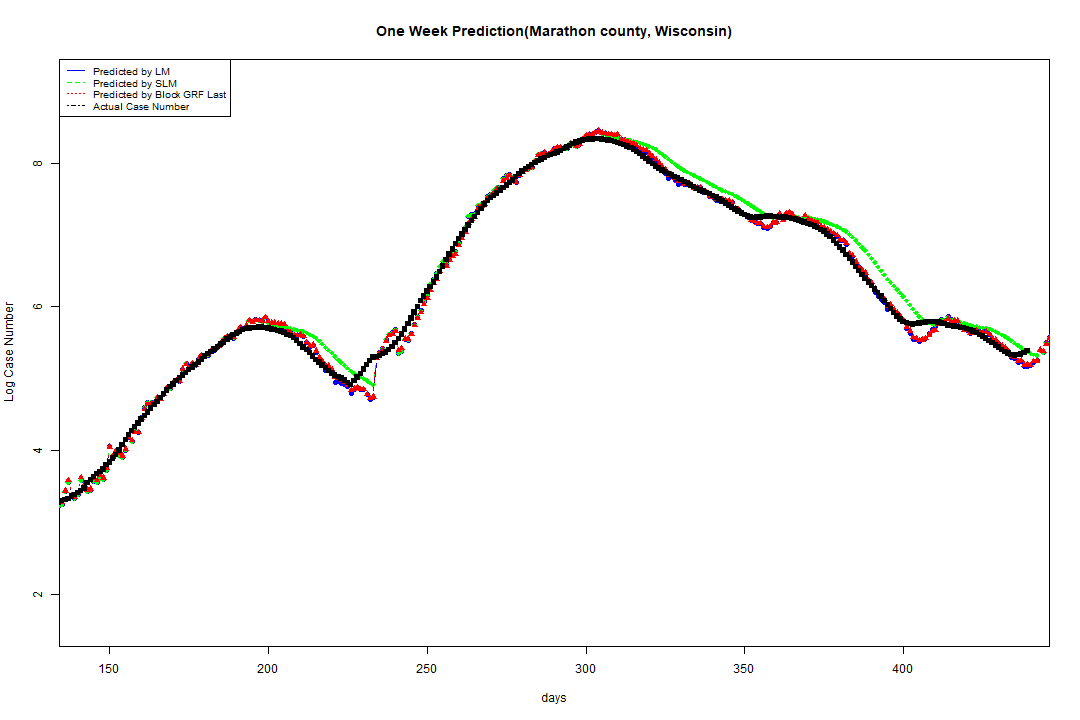 One Week Prediction(Marathon county, Wisconsin)
Predicted by LM
Predicted by SLM
Predicted by Block GRF Last
Actual Case Number
8
6
4
2
Log Case Number
150 200 250 300 350 400
days